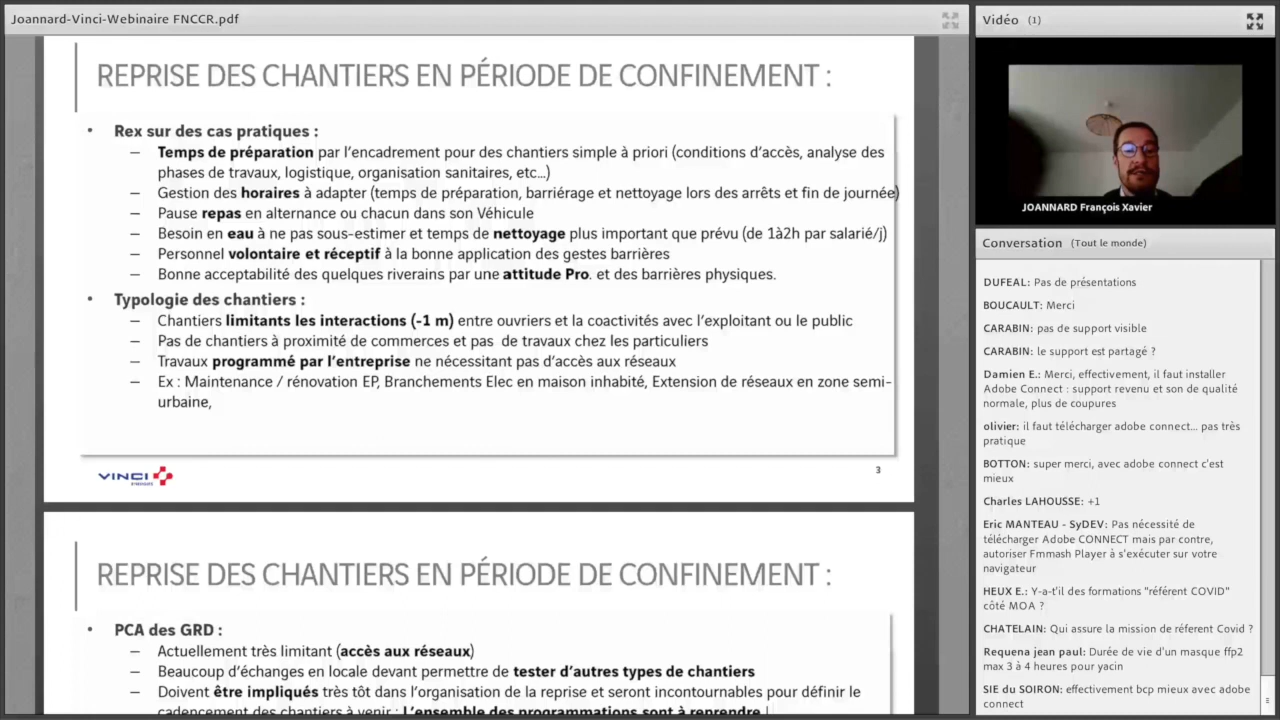 Joannard-Vinci-Webinaire FNCCR.pdf
REPRISE DES CHANTIERS EN PÉRIODE DE CONFINEMENT :
• Rex sur des cas pratiques :
– Temps de préparation par l'encadrement pour des chantiers simple à priori (conditions d'accès, analyse des
phases de travaux, logistique, organisation sanitaires, etc...)
– Gestion des horaires à adapter (temps de préparation, barriérage et nettoyage lors des arrêts et fin de journée)
– Pause repas en alternance ou chacun dans son Véhicule
– Besoin en eau à ne pas sous-estimer et temps de nettoyage plus important que prévu (de 1à2h par salarié/j)
– Personnel volontaire et réceptif à la bonne application des gestes barrières
– Bonne acceptabilité des quelques riverains par une attitude Pro. et des barrières physiques.
• Typologie des chantiers :
– Chantiers limitants les interactions (-1 m) entre ouvriers et la coactivités avec l'exploitant ou le public
– Pas de chantiers à proximité de commerces et pas de travaux chez les particuliers
– Travaux programmé par l'entreprise ne nécessitant pas d'accès aux réseaux
– Ex : Maintenance / rénovation EP, Branchements Elec en maison inhabité, Extension de réseaux en zone semi-
urbaine,
VINCI
ENERGIES
3
REPRISE DES CHANTIERS EN PÉRIODE DE CONFINEMENT :
• PCA des GRD :
– Actuellement très limitant (accès aux réseaux)
– Beaucoup d'échanges en locale devant permettre de tester d'autres types de chantiers
– Doivent être impliqués très tôt dans l'organisation de la reprise et seront incontournables pour définir le
cadencement des chantiers à venir : L'ensemble des programmations sont à reprendre !
Vidéo (1)
JOANNARD François Xavier
Conversation (Tout le monde)
DUFEAL: Pas de présentations
BOUCAULT: Merci
CARABIN: pas de support visible
CARABIN: le support est partagé ?
Damien E.: Merci, effectivement, il faut installer
Adobe Connect : support revenu et son de qualité
normale, plus de coupures
olivier: il faut télécharger adobe connect... pas très
pratique
BOTTON: super merci, avec adobe connect c'est
mieux
Charles LAHOUSSE: +1
Eric MANTEAU - SyDEV: Pas nécessité de
télécharger Adobe CONNECT mais par contre,
autoriser Fmmash Player à s'exécuter sur votre
navigateur
HEUX E.: Y-a-t'il des formations "référent COVID"
côté MOA ?
CHATELAIN: Qui assure la mission de réferent Covid ?
Requena jean paul: Durée de vie d'un masque ffp2
max 3 à 4 heures pour yacin
SIE du SOIRON: effectivement bcp mieux avec adobe
connect